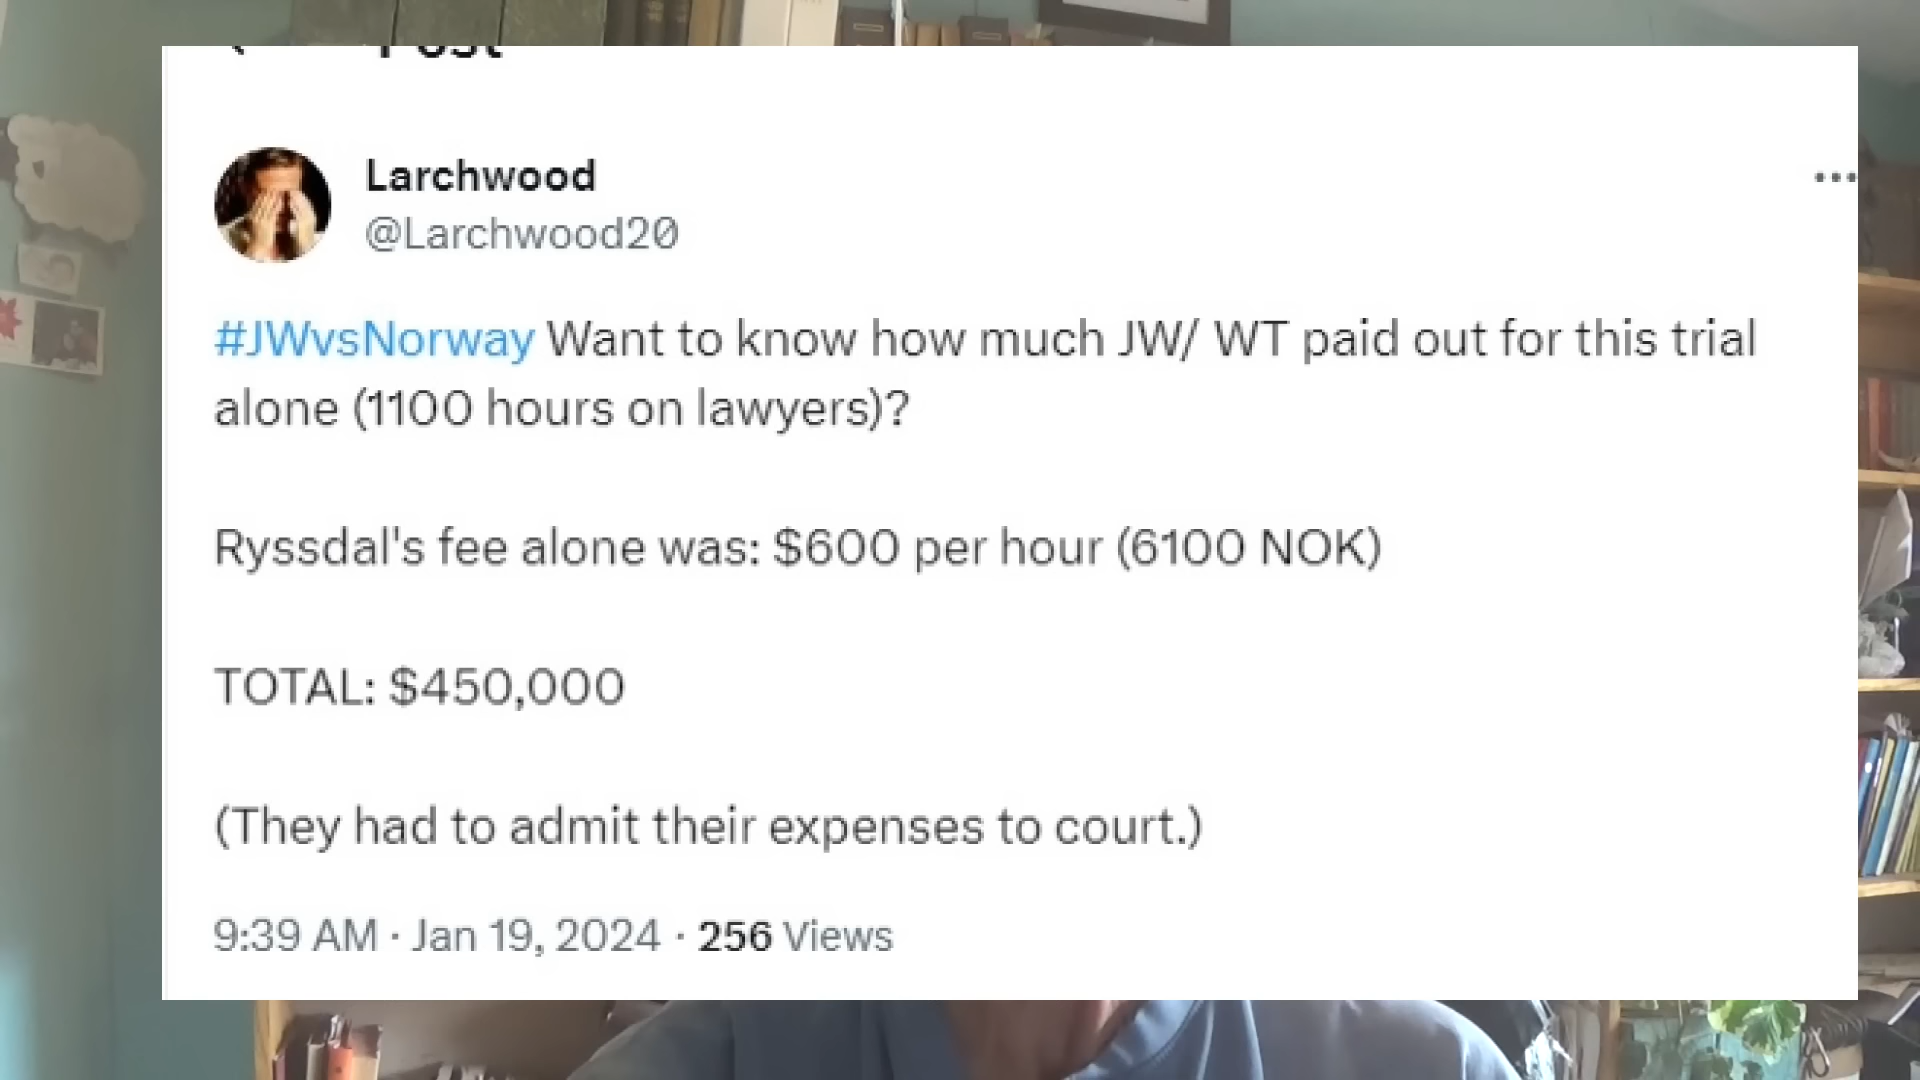 Post
Larchwood
@Larchwood20
#JWvsNorway Want to know how much JW/ WT paid out for this trial
alone (1100 hours on lawyers)?
Ryssdal's fee alone was: $600 per hour (6100 NOK)
TOTAL: $450,000
(They had to admit their expenses to court.)
9:39 AM · Jan 19, 2024 · 256 Views